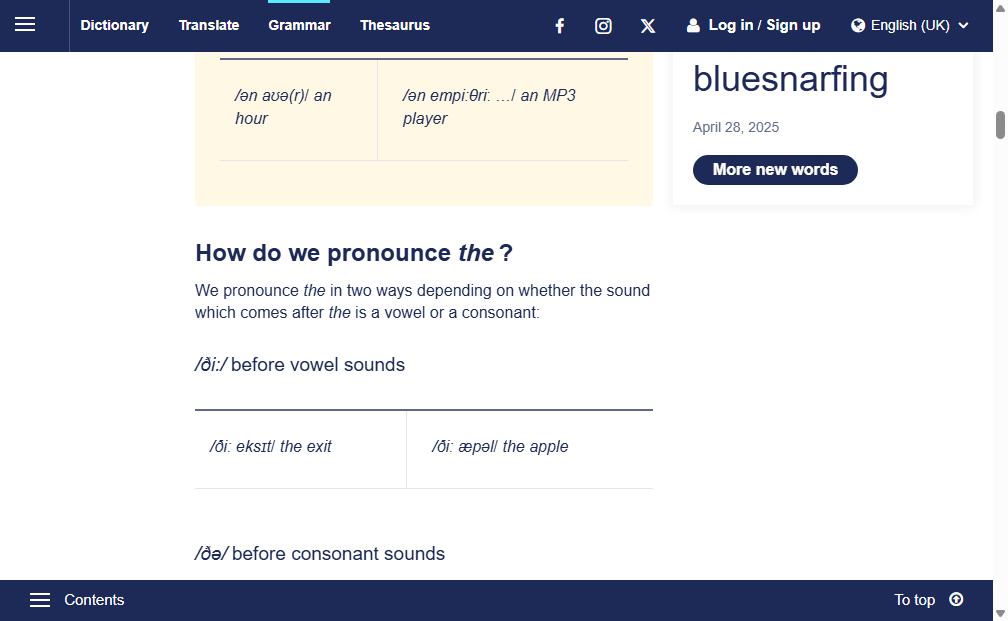 Dictionary Translate Grammar Thesaurus Log in / Sign up English (UK)
/ən aʊə(r)/ an
hour
/ən empi:θri: …/ an MP3
player
bluesnarfing
April 28, 2025
More new words
How do we pronounce the ?
We pronounce the in two ways depending on whether the sound
which comes after the is a vowel or a consonant:
/ði:/ before vowel sounds
/ði: eksɪt/ the exit
/ði: æpəl/ the apple
/ðə/ before consonant sounds
Contents
To top